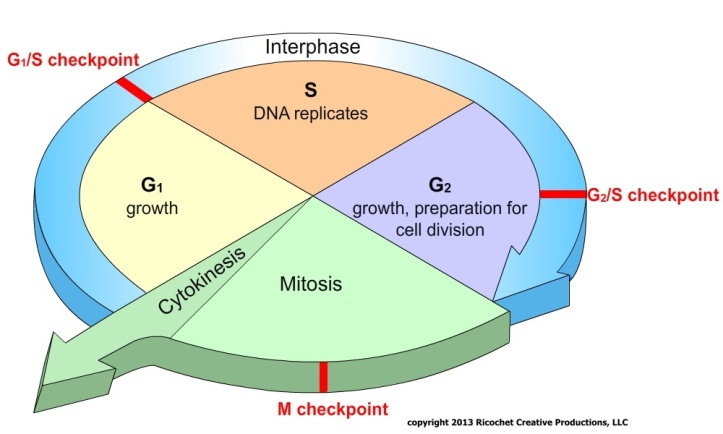 Interphase
G1/S checkpoint
S
DNA replicates
G1
growth
G2
growth, preparation for
cell division
G2/S checkpoint
Cytokinesis
Mitosis
M checkpoint
copyright 2013 Ricochet Creative Productions, LLC